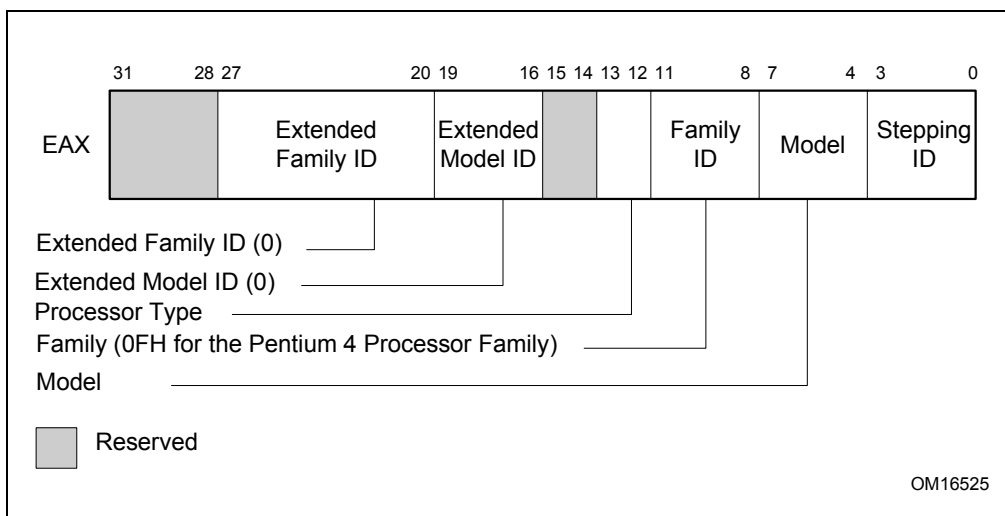 31 28 27 20 19 16 15 14 13 12 11 8 7 4 3 0
EAX
Extended
Family ID
Extended
Model ID
Family
ID
Model
Stepping
ID
Extended Family ID (0)
Extended Model ID (0)
Processor Type
Family (0FH for the Pentium 4 Processor Family)
Model
Reserved
OM16525